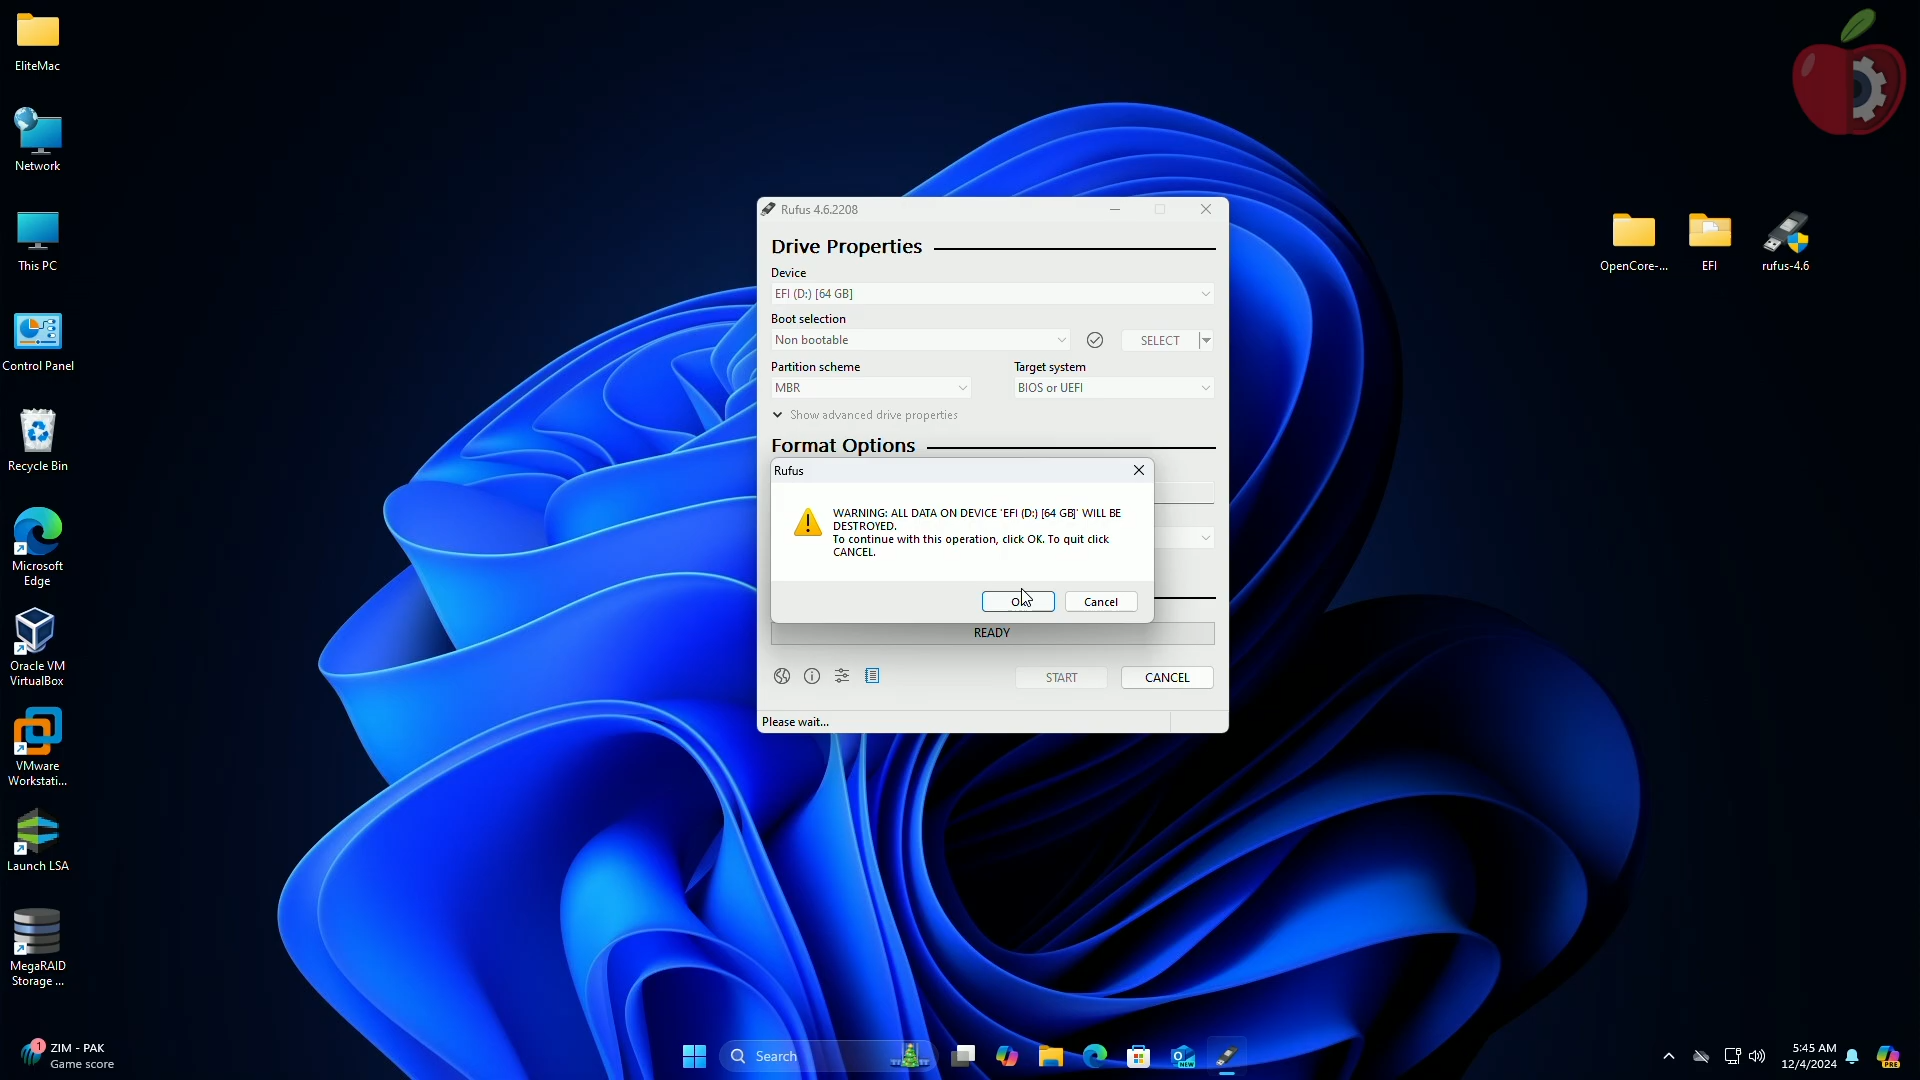 EliteMac
Network
This PC
Control Panel
Recycle Bin
Microsoft
Edge
Oracle VM
VirtualBox
VMware
Workstati...
Launch LSA
MegaRAID
Storage ...
OpenCore-...
EFI
rufus-4.6
Rufus 4.6.2208
Drive Properties
Device
EFI (D:) [64 GB]
Boot selection
Non bootable
SELECT
Partition scheme
Target system
MBR
BIOS or UEFI
Show advanced drive properties
Format Options
Rufus
WARNING: ALL DATA ON DEVICE 'EFI (D:) [64 GB]' WILL BE
DESTROYED.
To continue with this operation, click OK. To quit click
CANCEL.
OK
Cancel
READY
START
CANCEL
Please wait...
1
ZIM - PAK
Game score
Search
NEW
5:45 AM
12/4/2024
PRE